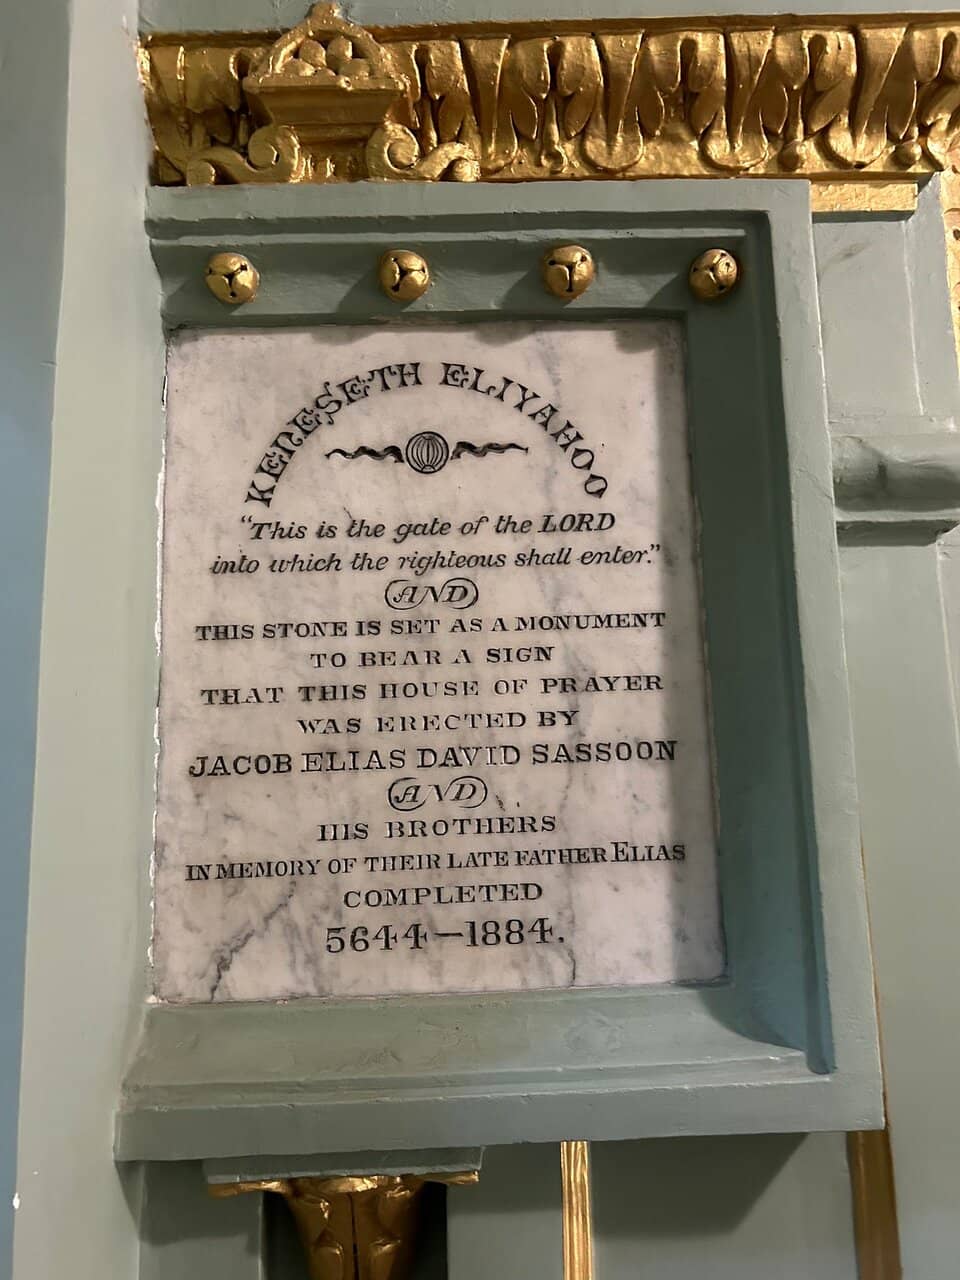 KENESETH ELIYAHOO
"This is the gate of the LORD
into which the righteous shall enter."
AND
THIS STONE IS SET AS A MONUMENT
TO BEAR A SIGN
THAT THIS HOUSE OF PRAYER
WAS ERECTED BY
JACOB ELIAS DAVID SASSOON
AND
HIS BROTHERS
IN MEMORY OF THEIR LATE FATHER ELIAS
COMPLETED
5644—1884.